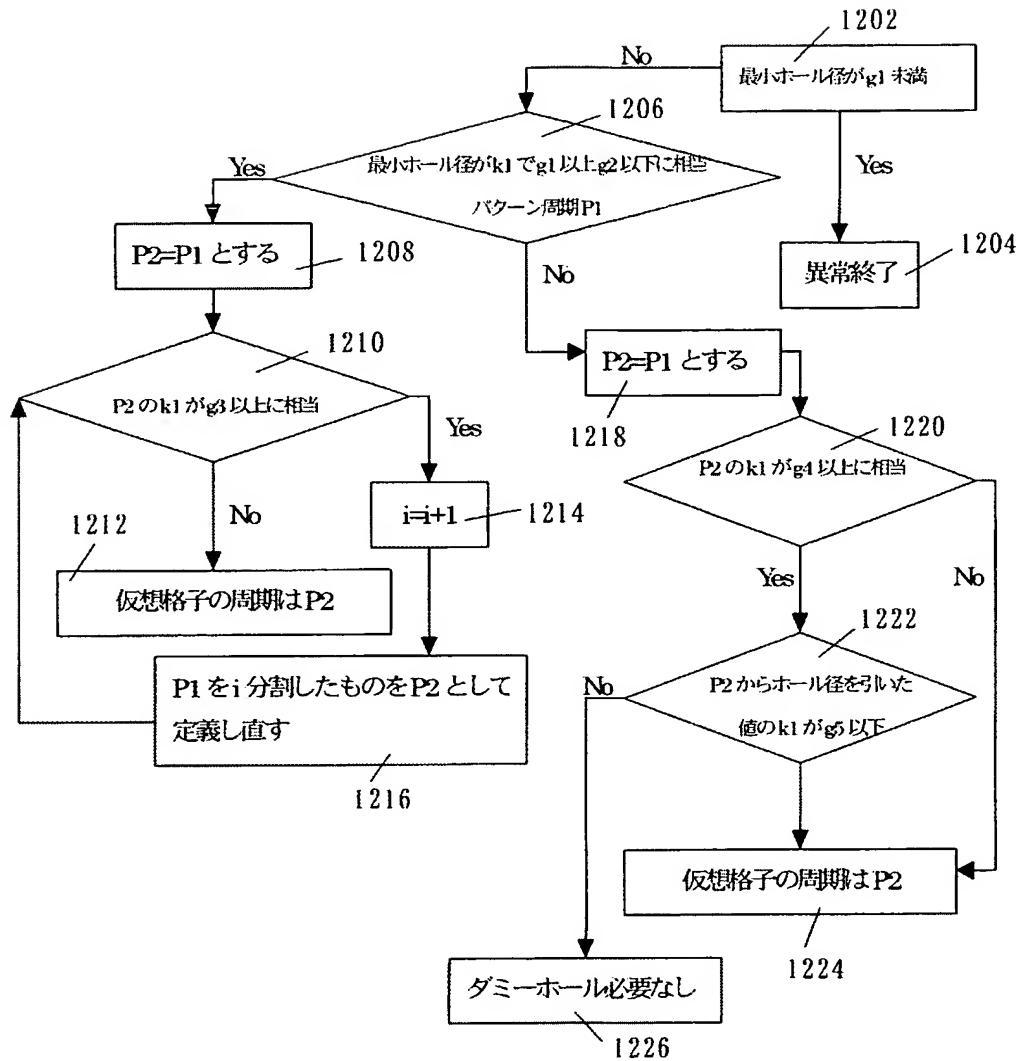 1202
最小ホール径がg1 未満
No
1206
最小ホール径がk1でg1以上g2以下に相当
パターン周期P1
Yes
Yes
1204
異常終了
P2=P1 とする
1208
No
1210
P2のk1がg3以上に相当
P2=P1 とする
1218
1220
P2のk1がg4以上に相当
Yes
i=i+1
1214
No
1212
仮想格子の周期はP2
Yes
No
1222
P2からホール径を引いた
値のk1がg5以下
No
P1をi分割したものをP2として
定義し直す
1216
仮想格子の周期はP2
1224
ダミーホール必要なし
1226